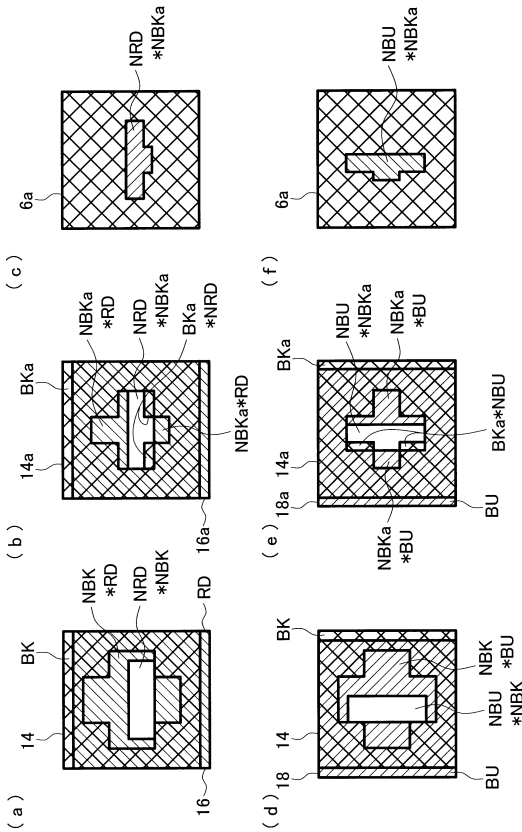 (a)
14
BK
NBK
*RD
NRD
*NBK
16
RD
(b)
14a
BKa
NBKa
*RD
NRD
*NBKa
BKa
*NRD
16a
NBKa*RD
(c)
6a
NRD
*NBKa
(d)
18
14
BK
NBK
*BU
NBU
*NBK
BU
(e)
18a
14a
BKa
NBU
*NBKa
NBKa
*BU
BKa*NBU
NBKa
*BU
BU
(f)
6a
NBU
*NBKa